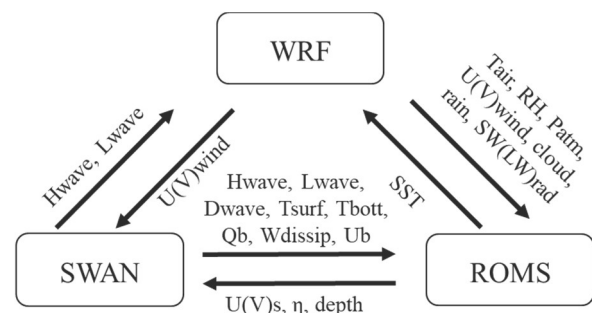 WRF
Hwave, Lwave
U(V)wind
Hwave, Lwave,
Dwave, Tsurf, Tbott,
Qb, Wdissip, Ub
SST
Tair, RH, Patm,
U(V)wind, cloud,
rain, SW(LW)rad
SWAN
ROMS
U(V)s, η, depth